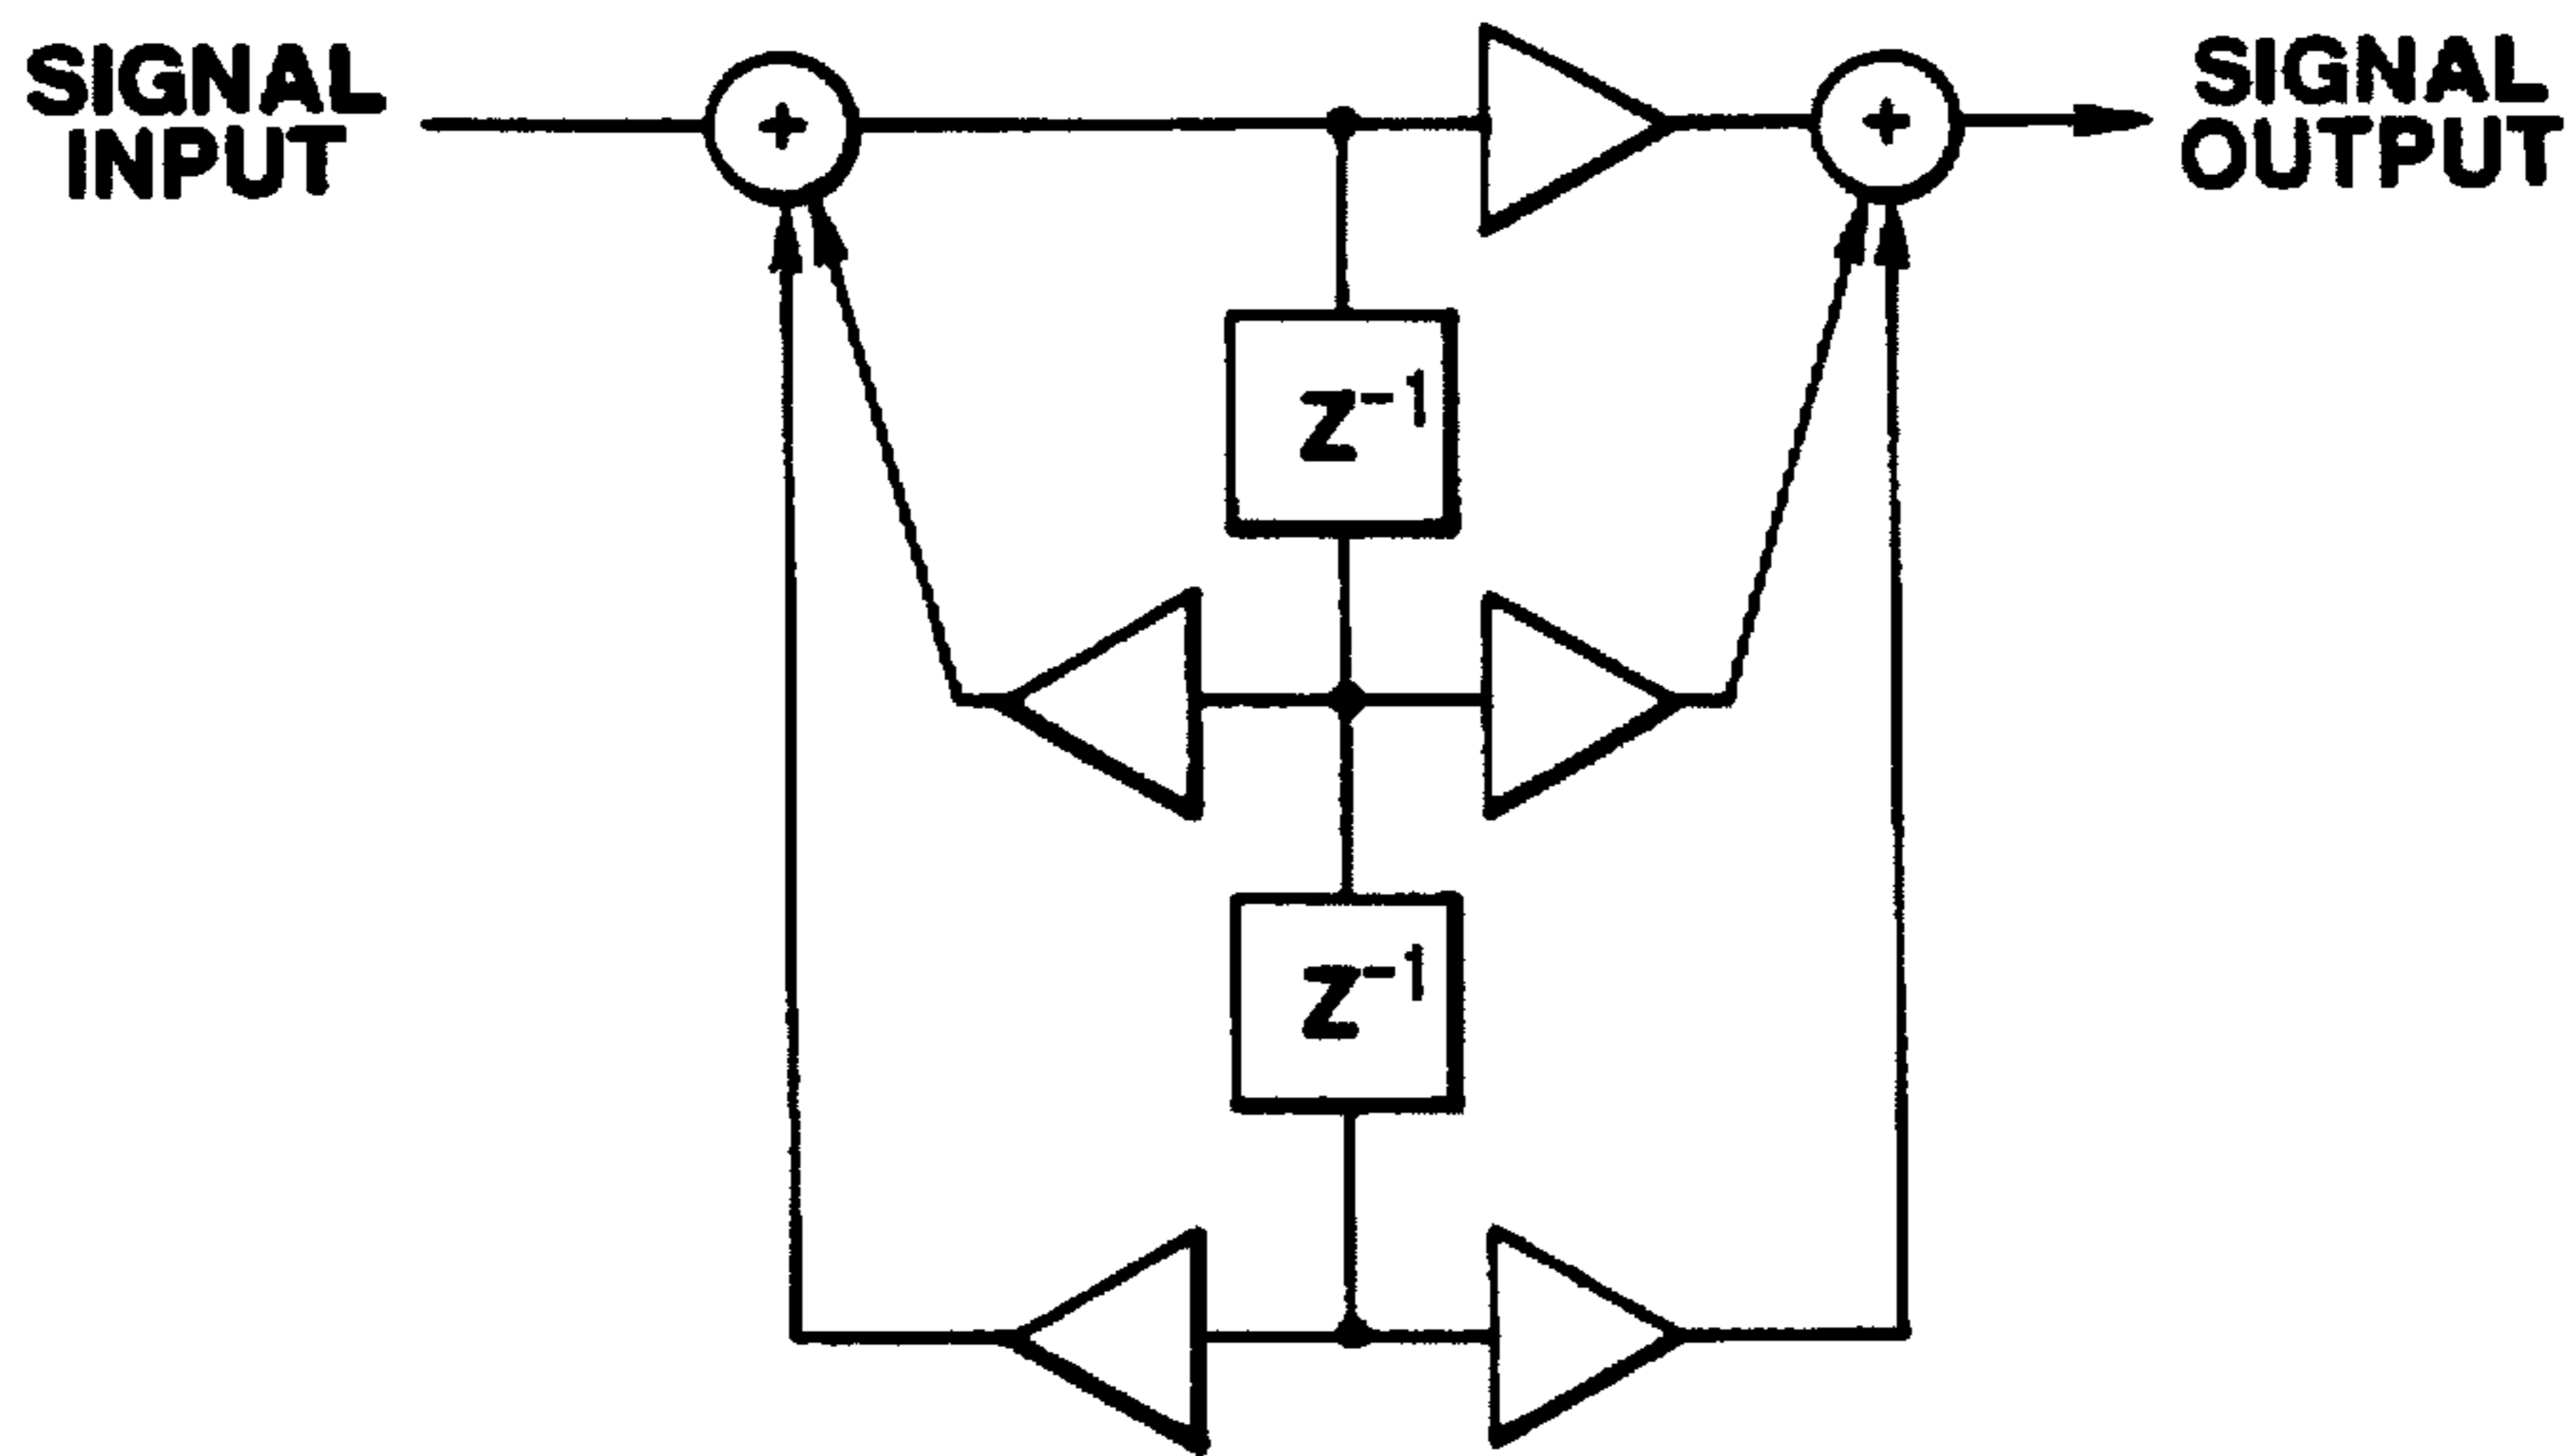 SIGNAL
INPUT
+
+
SIGNAL
OUTPUT
Z⁻¹
Z⁻¹